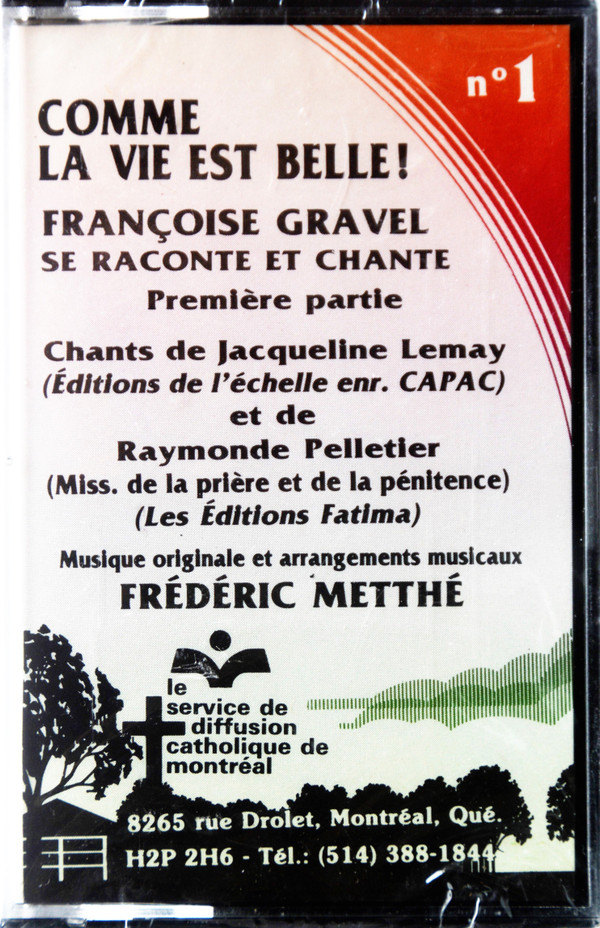 n° 1
COMME
LA VIE EST BELLE!
FRANÇOISE GRAVEL
SE RACONTE ET CHANTE
Première partie
Chants de Jacqueline Lemay
(Éditions de l'échelle enr. CAPAC)
et de
Raymonde Pelletier
(Miss. de la prière et de la pénitence)
(Les Éditions Fatima)
Musique originale et arrangements musicaux
FRÉDÉRIC METTHÉ
le
service de
diffusion
catholique de
montréal
8265 rue Drolet, Montréal, Qué.
H2P 2H6 - Tél.: (514) 388-1844